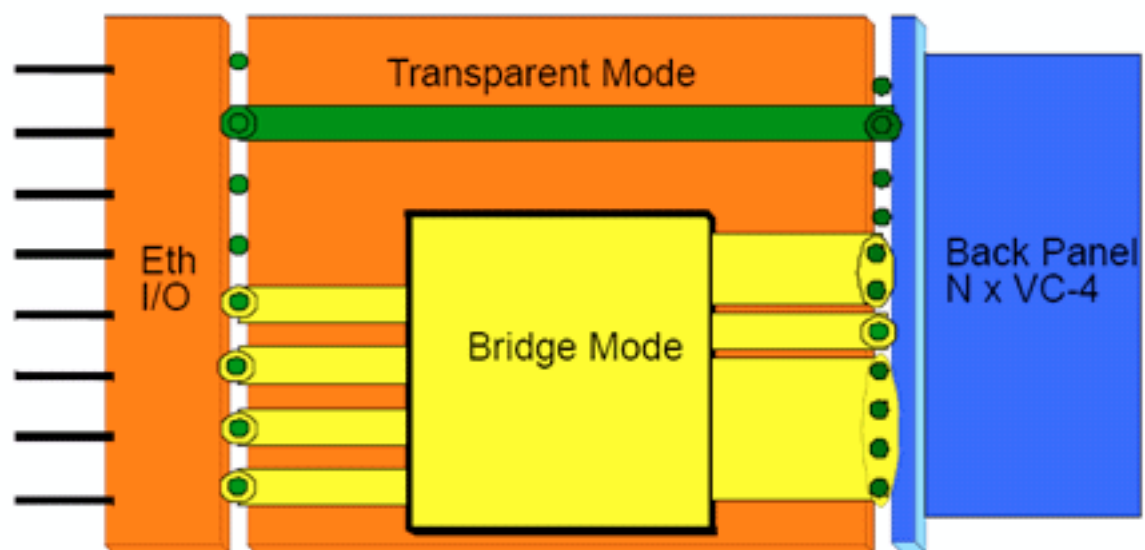 Transparent Mode
Eth
I/O
Bridge Mode
Back Panel
N x VC-4